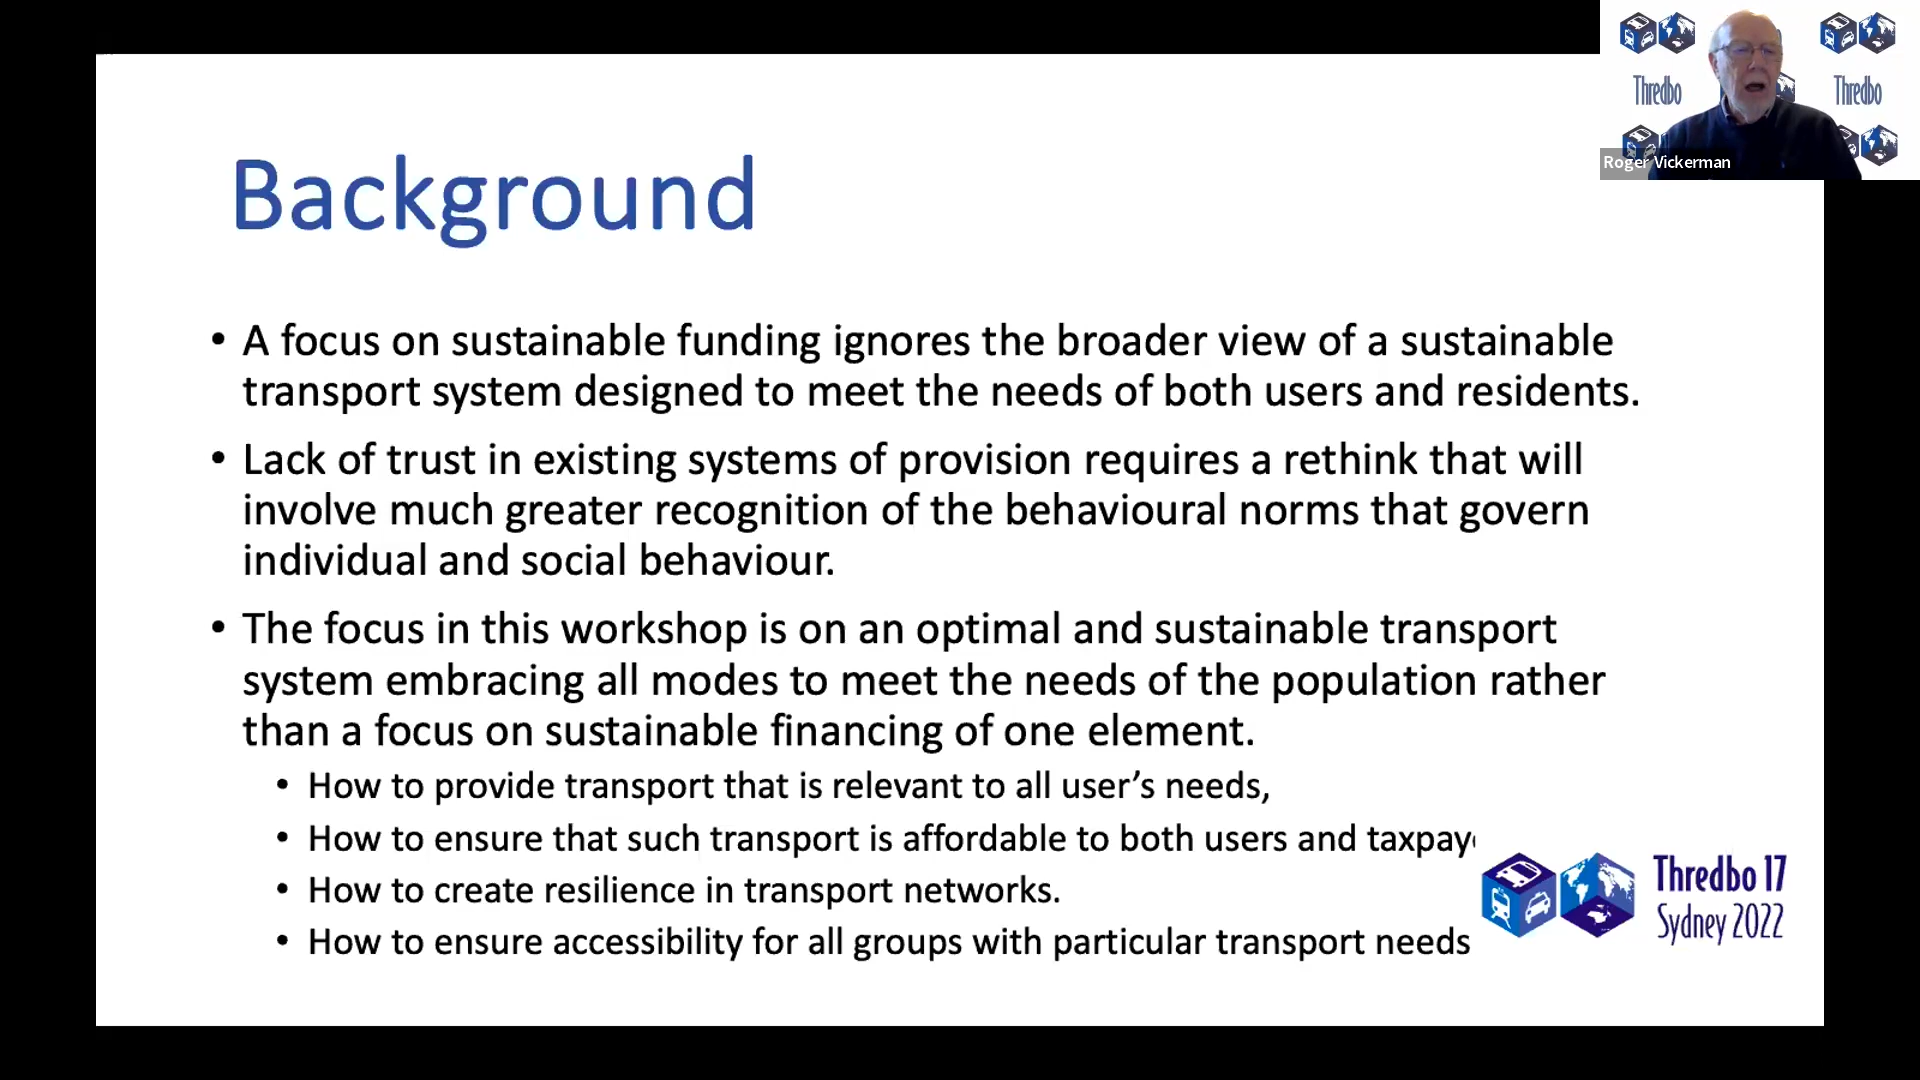 Thredbo
Thredbo
Roger Vickerman
Background
• A focus on sustainable funding ignores the broader view of a sustainable
transport system designed to meet the needs of both users and residents.
• Lack of trust in existing systems of provision requires a rethink that will
involve much greater recognition of the behavioural norms that govern
individual and social behaviour.
• The focus in this workshop is on an optimal and sustainable transport
system embracing all modes to meet the needs of the population rather
than a focus on sustainable financing of one element.
• How to provide transport that is relevant to all user’s needs,
• How to ensure that such transport is affordable to both users and
• How to create resilience in transport networks.
• How to ensure accessibility for all groups with particular transport needs
Thredbo 17
Sydney 2022